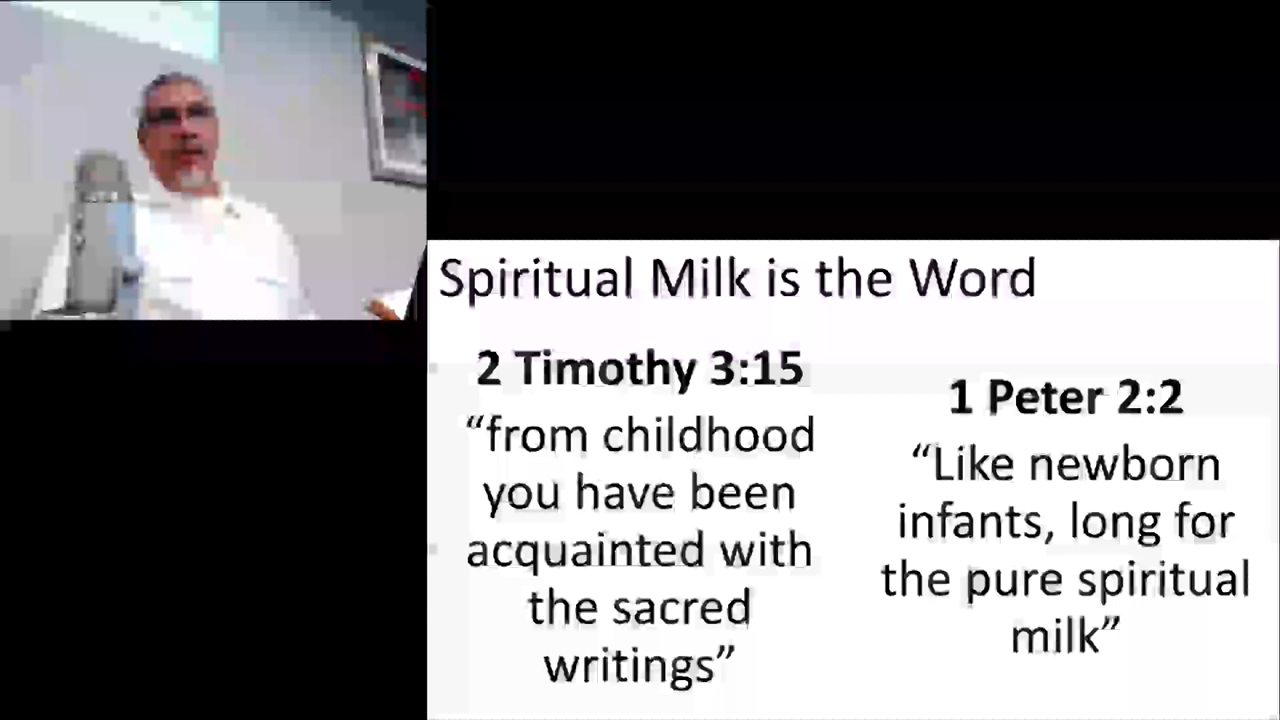 Spiritual Milk is the Word
2 Timothy 3:15
“from childhood
you have been
acquainted with
the sacred
writings”
1 Peter 2:2
“Like newborn
infants, long for
the pure spiritual
milk”